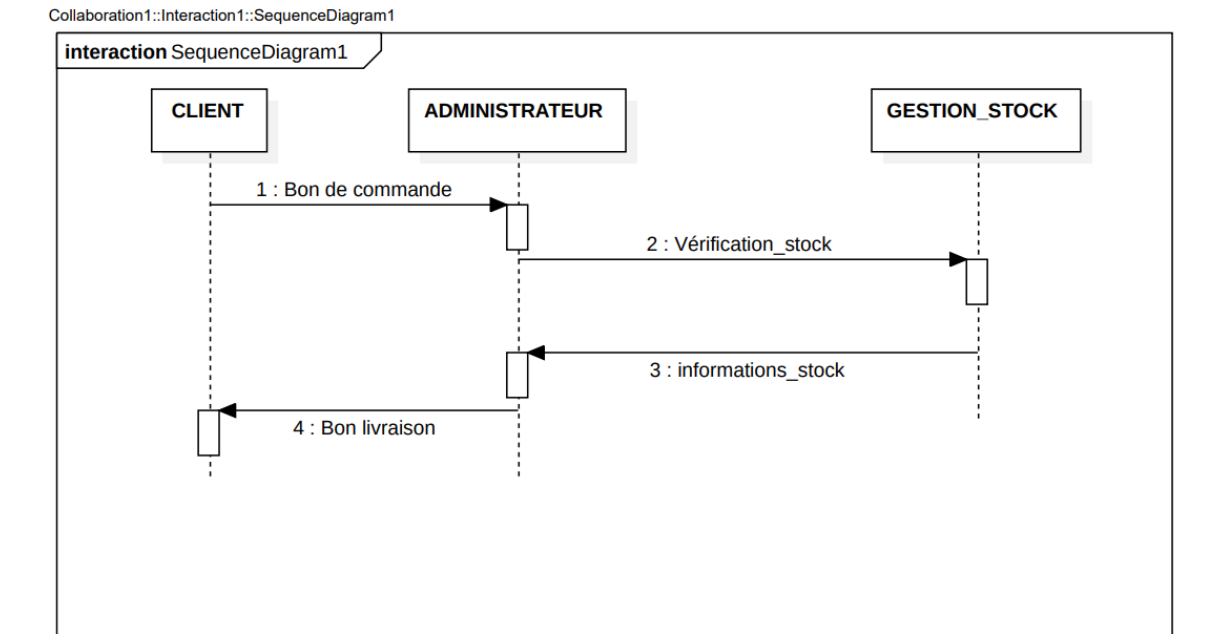 Collaboration1::Interaction1::SequenceDiagram1
interaction SequenceDiagram1
CLIENT
ADMINISTRATEUR
GESTION_STOCK
1 : Bon de commande
2 : Vérification_stock
3 : informations_stock
4 : Bon livraison